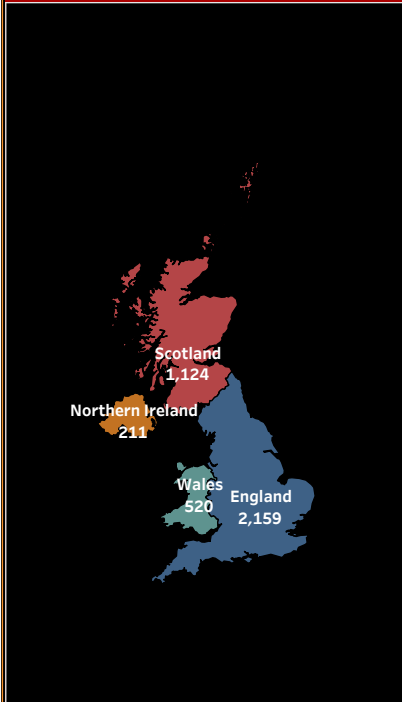 Scotland
1,124
Northern Ireland
211
Wales
520
England
2,159